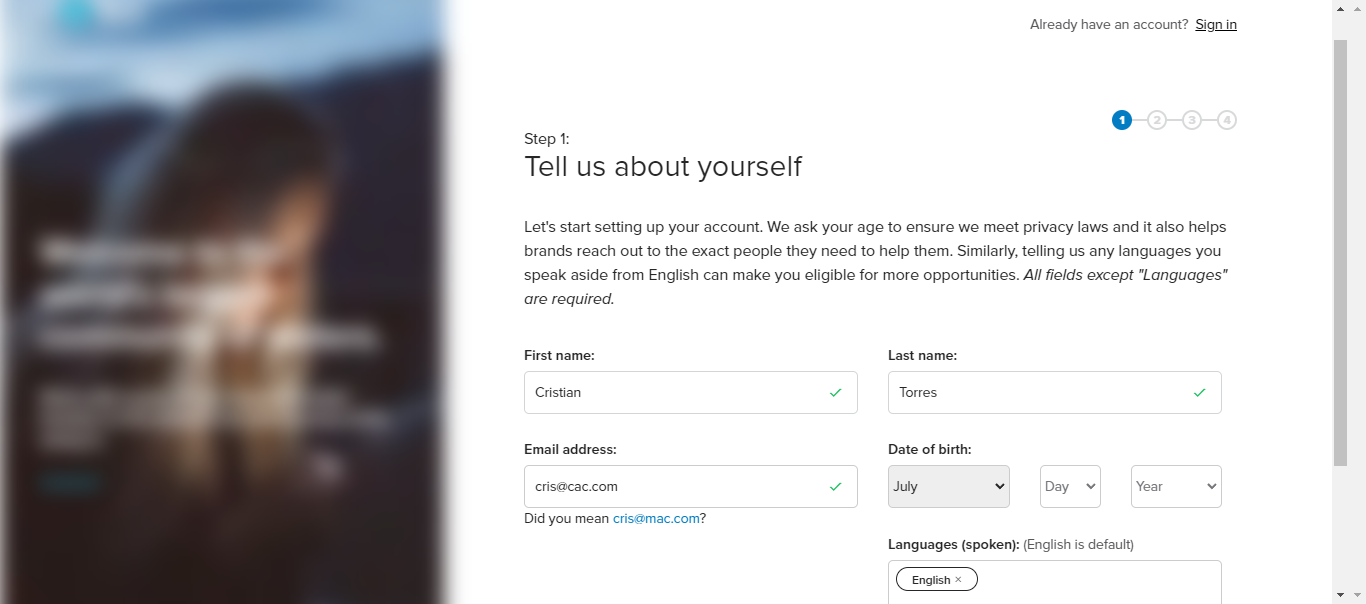 Already have an account? Sign in
1 2 3 4
Step 1:
Tell us about yourself
Let's start setting up your account. We ask your age to ensure we meet privacy laws and it also helps
brands reach out to the exact people they need to help them. Similarly, telling us any languages you
speak aside from English can make you eligible for more opportunities. All fields except "Languages"
are required.
First name:
Last name:
Cristian
Torres
Email address:
Date of birth:
cris@cac.com
July
Day
Year
Did you mean cris@mac.com?
Languages (spoken): (English is default)
English ×